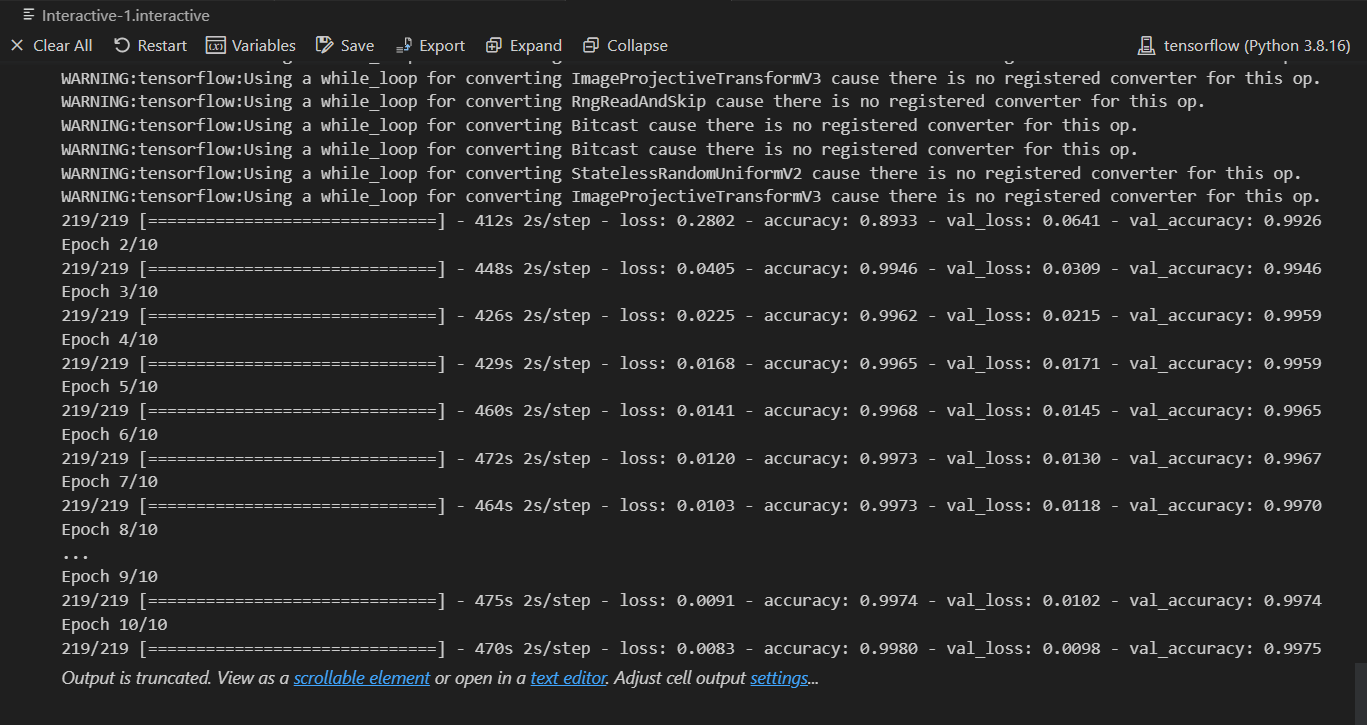 Interactive-1.interactive
Clear All Restart Variables Save Export Expand Collapse tensorflow (Python 3.8.16)
WARNING:tensorflow:Using a while_loop for converting ImageProjectiveTransformV3 cause there is no registered converter for this op.
WARNING:tensorflow:Using a while_loop for converting RngReadAndSkip cause there is no registered converter for this op.
WARNING:tensorflow:Using a while_loop for converting Bitcast cause there is no registered converter for this op.
WARNING:tensorflow:Using a while_loop for converting Bitcast cause there is no registered converter for this op.
WARNING:tensorflow:Using a while_loop for converting StatelessRandomUniformV2 cause there is no registered converter for this op.
WARNING:tensorflow:Using a while_loop for converting ImageProjectiveTransformV3 cause there is no registered converter for this op.
219/219 [==============================] - 412s 2s/step - loss: 0.2802 - accuracy: 0.8933 - val_loss: 0.0641 - val_accuracy: 0.9926
Epoch 2/10
219/219 [==============================] - 448s 2s/step - loss: 0.0405 - accuracy: 0.9946 - val_loss: 0.0309 - val_accuracy: 0.9946
Epoch 3/10
219/219 [==============================] - 426s 2s/step - loss: 0.0225 - accuracy: 0.9962 - val_loss: 0.0215 - val_accuracy: 0.9959
Epoch 4/10
219/219 [==============================] - 429s 2s/step - loss: 0.0168 - accuracy: 0.9965 - val_loss: 0.0171 - val_accuracy: 0.9959
Epoch 5/10
219/219 [==============================] - 460s 2s/step - loss: 0.0141 - accuracy: 0.9968 - val_loss: 0.0145 - val_accuracy: 0.9965
Epoch 6/10
219/219 [==============================] - 472s 2s/step - loss: 0.0120 - accuracy: 0.9973 - val_loss: 0.0130 - val_accuracy: 0.9967
Epoch 7/10
219/219 [==============================] - 464s 2s/step - loss: 0.0103 - accuracy: 0.9973 - val_loss: 0.0118 - val_accuracy: 0.9970
Epoch 8/10
...
Epoch 9/10
219/219 [==============================] - 475s 2s/step - loss: 0.0091 - accuracy: 0.9974 - val_loss: 0.0102 - val_accuracy: 0.9974
Epoch 10/10
219/219 [==============================] - 470s 2s/step - loss: 0.0083 - accuracy: 0.9980 - val_loss: 0.0098 - val_accuracy: 0.9975
Output is truncated. View as a scrollable element or open in a text editor. Adjust cell output settings...